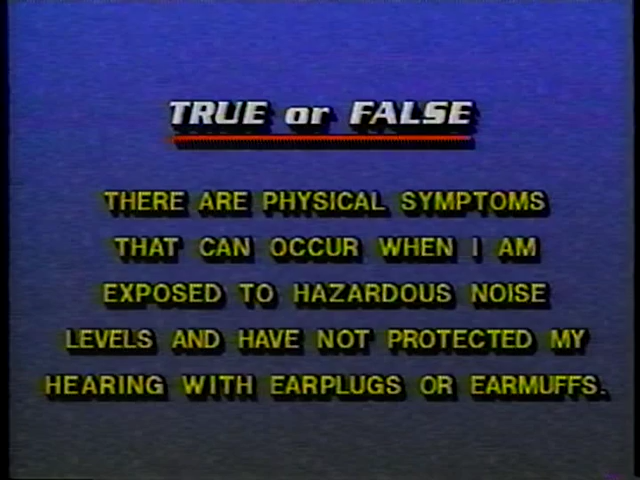 TRUE or FALSE
THERE ARE PHYSICAL SYMPTOMS
THAT CAN OCCUR WHEN I AM
EXPOSED TO HAZARDOUS NOISE
LEVELS AND HAVE NOT PROTECTED MY
HEARING WITH EARPLUGS OR EARMUFFS.